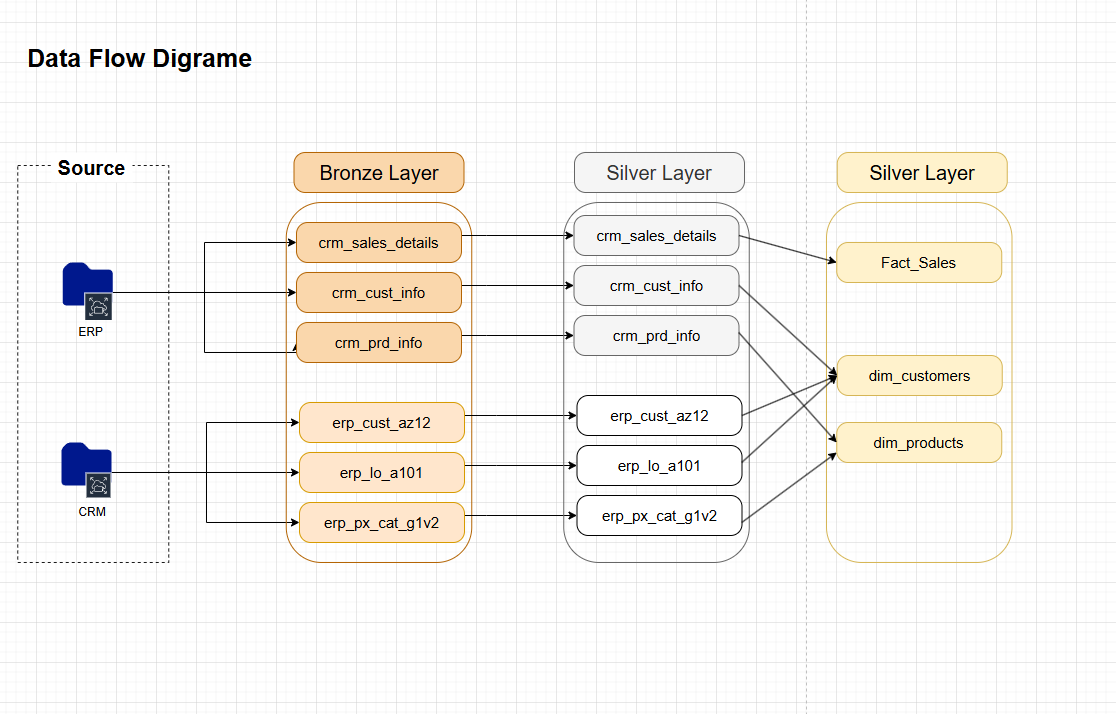 Data Flow Digrame
Source
ERP
CRM
Bronze Layer
crm_sales_details
crm_cust_info
crm_prd_info
erp_cust_az12
erp_lo_a101
erp_px_cat_g1v2
Silver Layer
crm_sales_details
crm_cust_info
crm_prd_info
erp_cust_az12
erp_lo_a101
erp_px_cat_g1v2
Silver Layer
Fact_Sales
dim_customers
dim_products